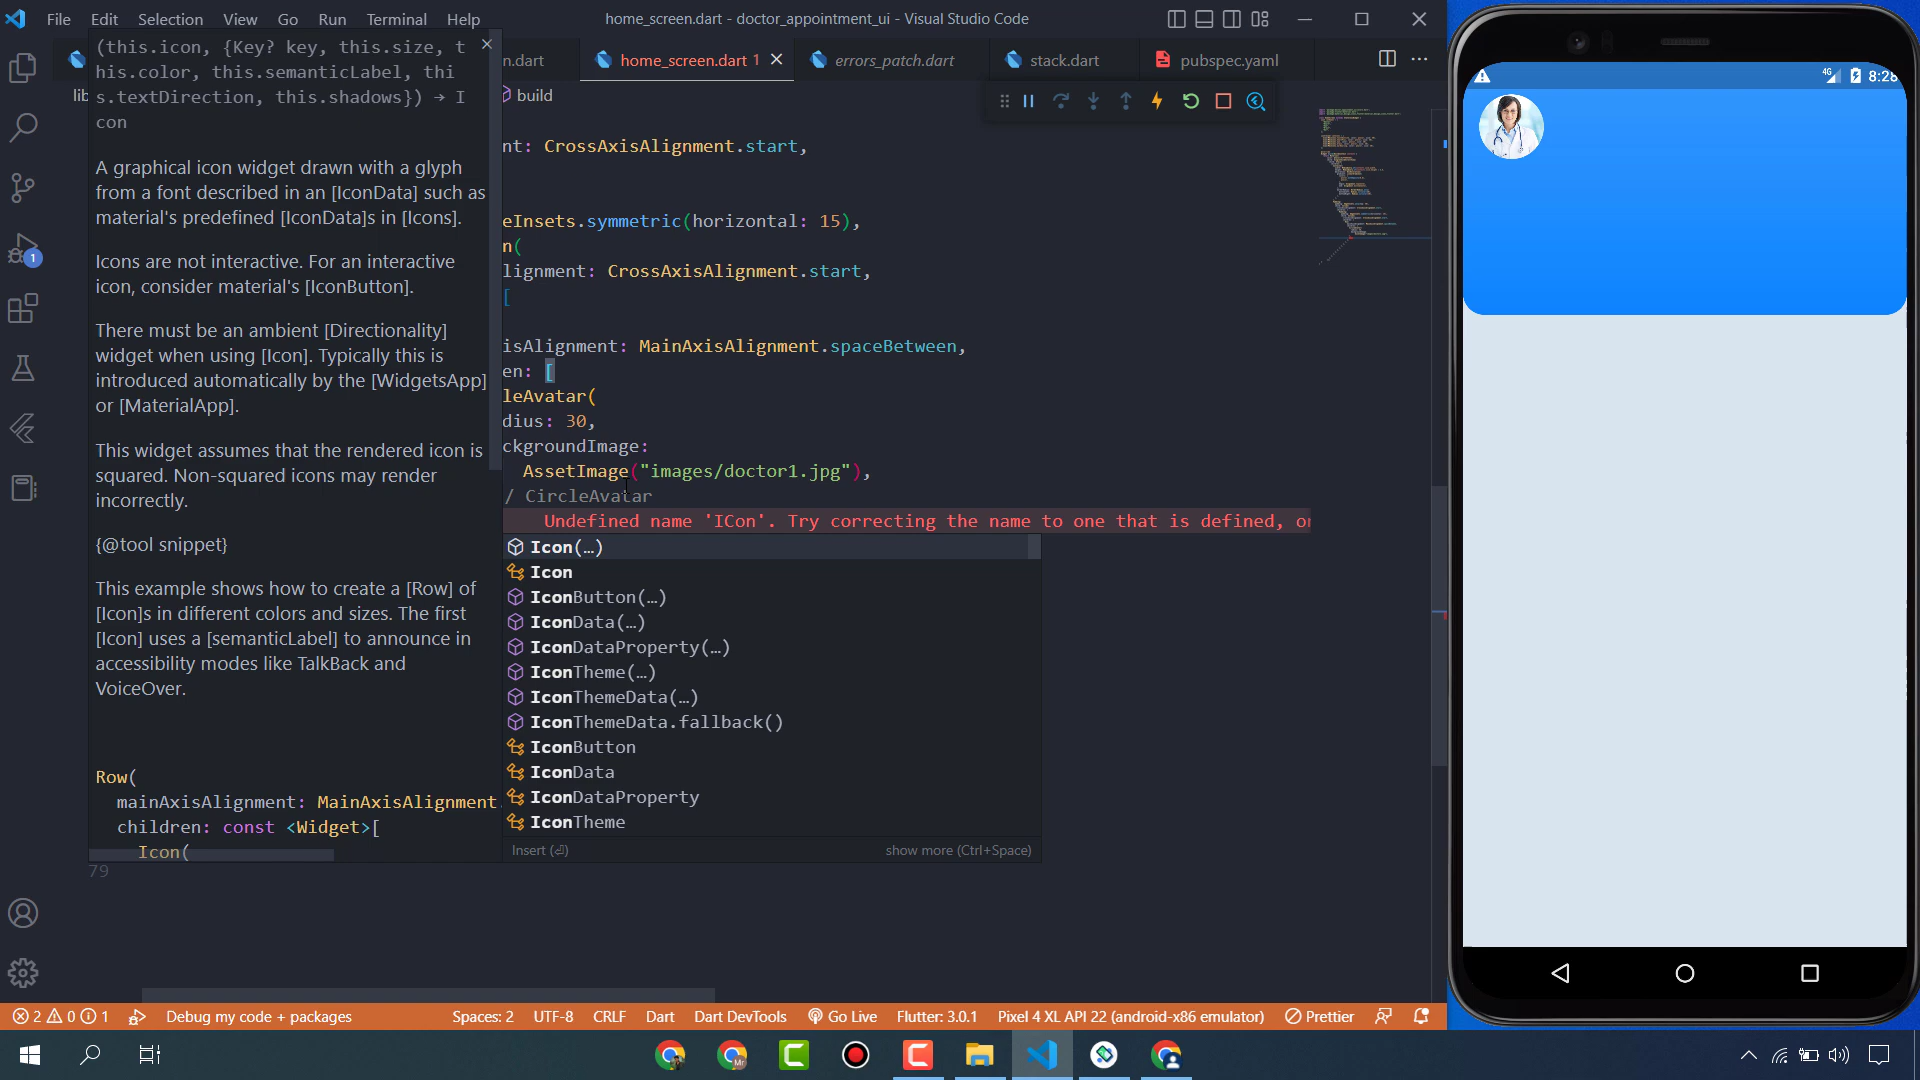 File Edit Selection View Go Run Terminal Help
home_screen.dart - doctor_appointment_ui - Visual Studio Code
n.dart
home_screen.dart 1
errors_patch.dart
stack.dart
pubspec.yaml
lib
build
(this.icon, {Key? key, this.size, t
his.color, this.semanticLabel, thi
s.textDirection, this.shadows}) → I
con
A graphical icon widget drawn with a glyph
from a font described in an [IconData] such as
material's predefined [IconData]s in [Icons].
Icons are not interactive. For an interactive
icon, consider material's [IconButton].
There must be an ambient [Directionality]
widget when using [Icon]. Typically this is
introduced automatically by the [WidgetsApp]
or [MaterialApp].
This widget assumes that the rendered icon is
squared. Non-squared icons may render
incorrectly.
{@tool snippet}
This example shows how to create a [Row] of
[Icon]s in different colors and sizes. The first
[Icon] uses a [semanticLabel] to announce in
accessibility modes like TalkBack and
VoiceOver.
Row(
mainAxisAlignment: MainAxisAlignment.
children: const <Widget>[
Icon(
79
nt: CrossAxisAlignment.start,
eInsets.symmetric(horizontal: 15),
n(
lignment: CrossAxisAlignment.start,
[
isAlignment: MainAxisAlignment.spaceBetween,
en: [
leAvatar(
dius: 30,
ckgroundImage:
AssetImage("images/doctor1.jpg"),
/ CircleAvatar
Undefined name 'ICon'. Try correcting the name to one that is defined, or
Icon(…)
Icon
IconButton(…)
IconData(…)
IconDataProperty(…)
IconTheme(…)
IconThemeData(…)
IconThemeData.fallback()
IconButton
IconData
IconDataProperty
IconTheme
Insert (⏎) show more (Ctrl+Space)
1
4G 8:28
2 0 1 Debug my code + packages Spaces: 2 UTF-8 CRLF Dart Dart DevTools Go Live Flutter: 3.0.1 Pixel 4 XL API 22 (android-x86 emulator) Prettier